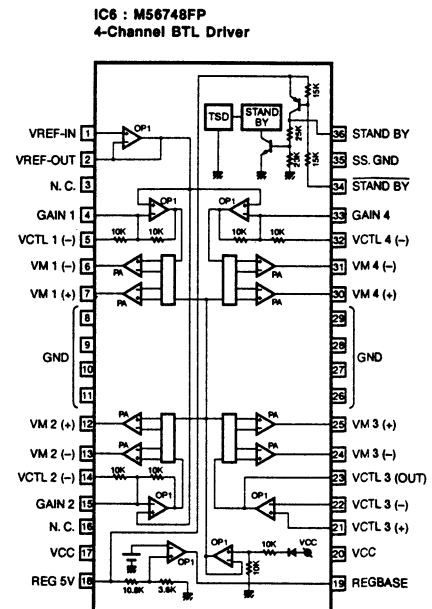 IC6 : M56748FP
4-Channel BTL Driver
TSD
STAND
BY
15K
25K
25K
15K
VREF-IN 1
OP1
36 STAND BY
VREF-OUT 2
35 SS. GND
N. C. 3
34 STAND BY
GAIN 1 4
OP1
OP1
33 GAIN 4
VCTL 1 (–) 5
10K
10K
10K
10K
32 VCTL 4 (–)
VM 1 (–) 6
PA
PA
31 VM 4 (–)
VM 1 (+) 7
PA
PA
30 VM 4 (+)
8
29
9
28
GND
GND
10
27
11
26
VM 2 (+) 12
PA
PA
25 VM 3 (+)
VM 2 (–) 13
PA
PA
24 VM 3 (–)
VCTL 2 (–) 14
10K
10K
23 VCTL 3 (OUT)
GAIN 2 15
OP1
OP1
22 VCTL 3 (–)
N. C. 16
21 VCTL 3 (+)
VCC 17
OP1
OP1
10K
VCC
20 VCC
10K
REG 5V 18
3.6K
19 REGBASE